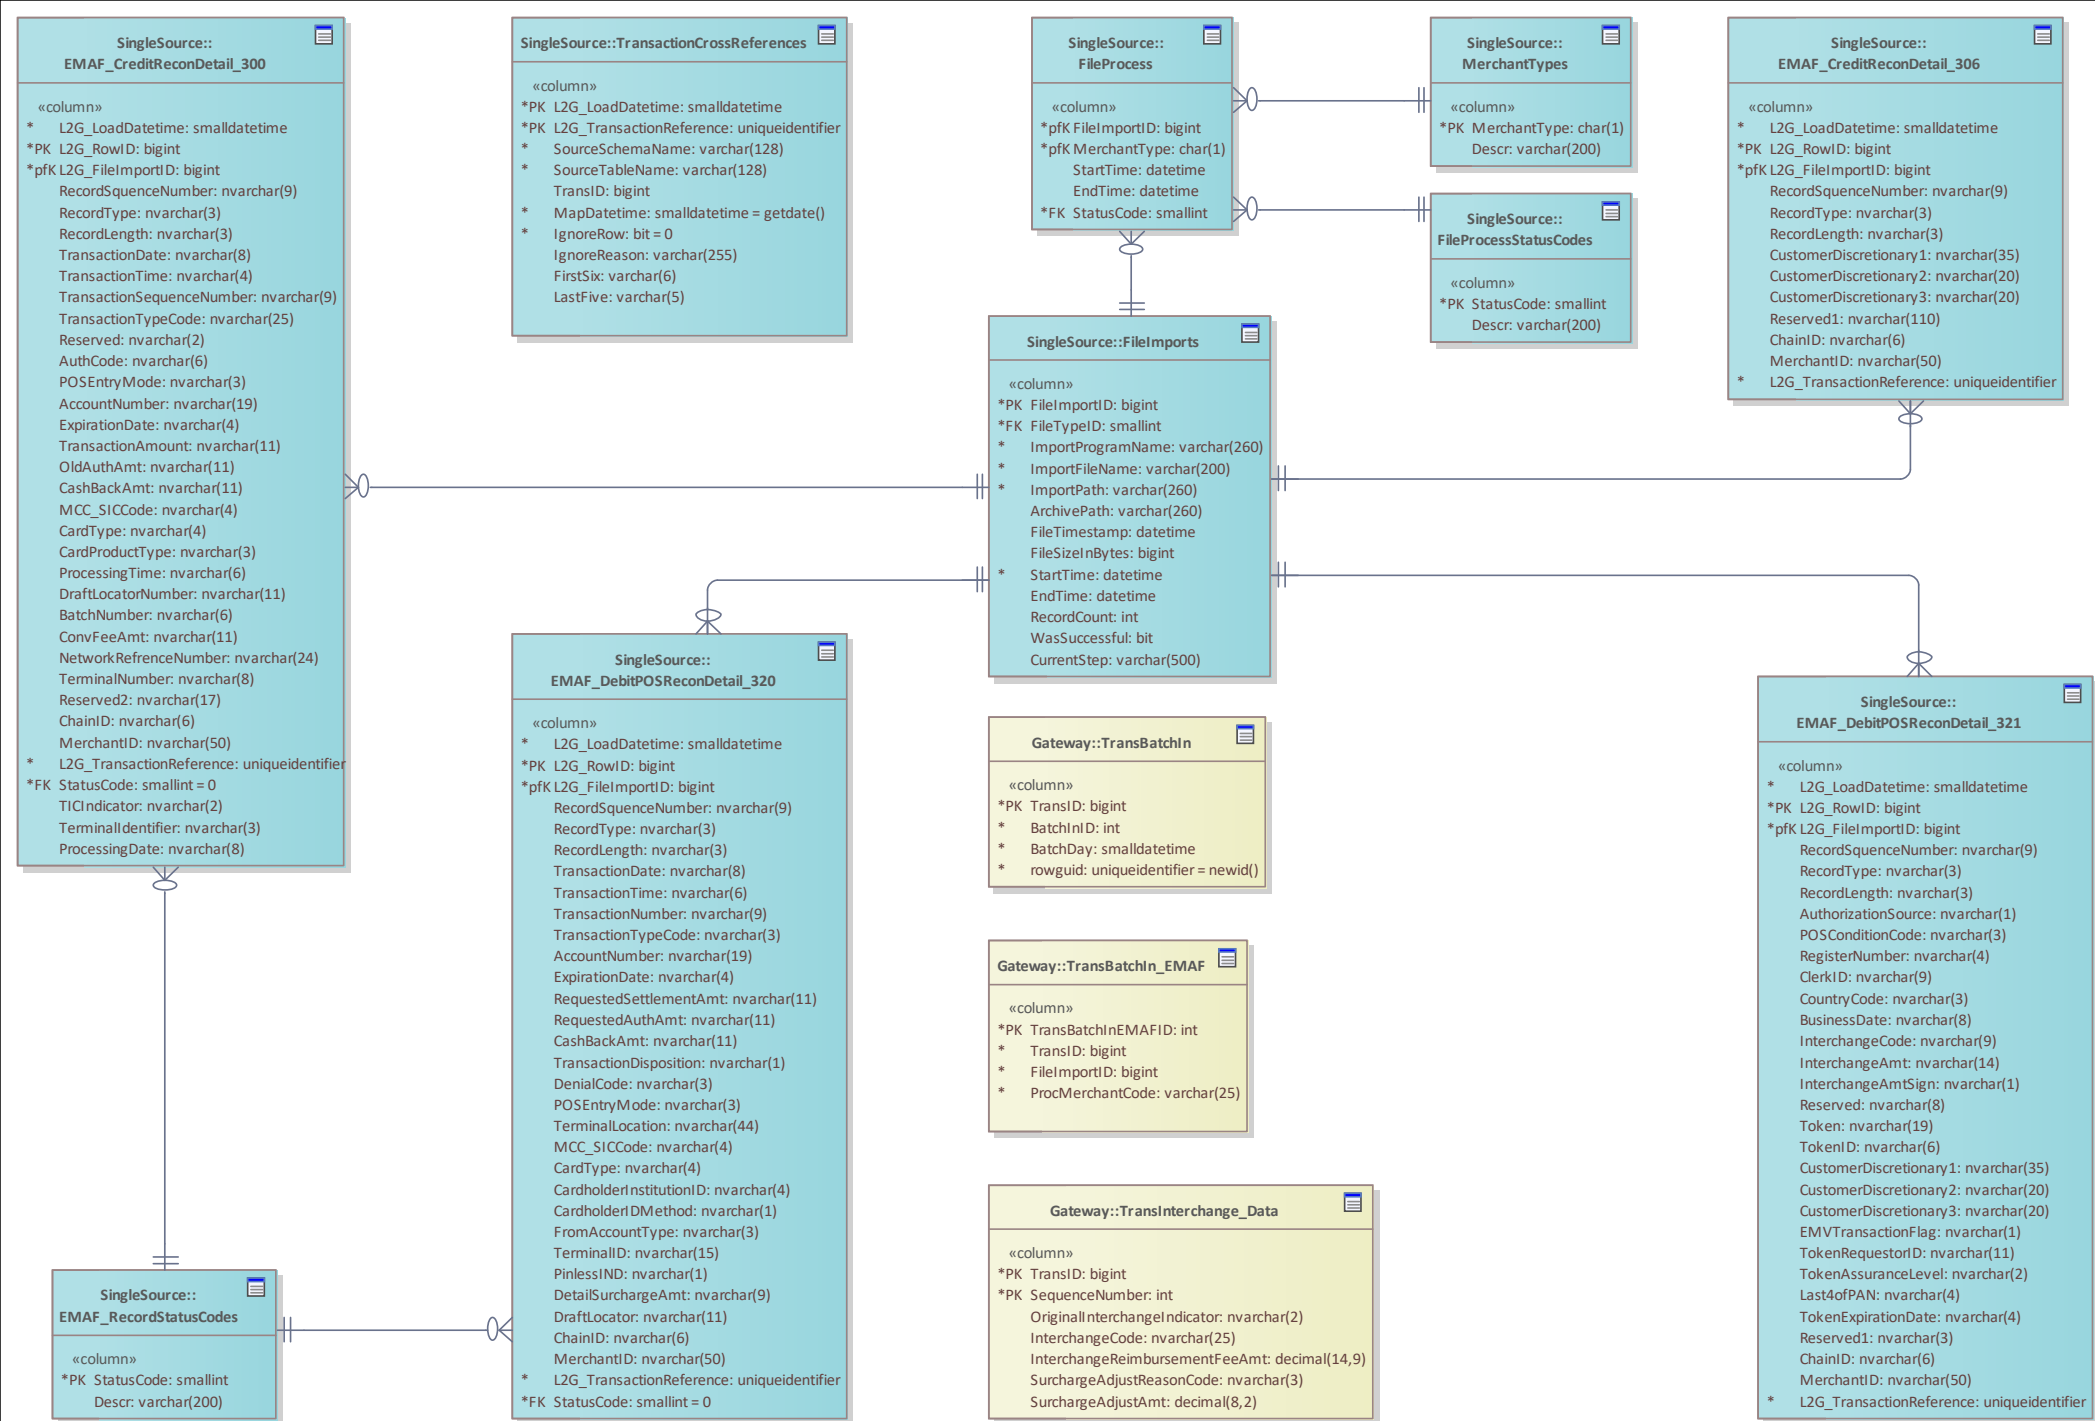 SingleSource::
EMAF_CreditReconDetail_300
«column»
* L2G_LoadDatetime: smalldatetime
*PK L2G_RowID: bigint
*pfK L2G_FileImportID: bigint
RecordSquenceNumber: nvarchar(9)
RecordType: nvarchar(3)
RecordLength: nvarchar(3)
TransactionDate: nvarchar(8)
TransactionTime: nvarchar(4)
TransactionSequenceNumber: nvarchar(9)
TransactionTypeCode: nvarchar(25)
Reserved: nvarchar(2)
AuthCode: nvarchar(6)
POSEntryMode: nvarchar(3)
AccountNumber: nvarchar(19)
ExpirationDate: nvarchar(4)
TransactionAmount: nvarchar(11)
OldAuthAmt: nvarchar(11)
CashBackAmt: nvarchar(11)
MCC_SICCode: nvarchar(4)
CardType: nvarchar(4)
CardProductType: nvarchar(3)
ProcessingTime: nvarchar(6)
DraftLocatorNumber: nvarchar(11)
BatchNumber: nvarchar(6)
ConvFeeAmt: nvarchar(11)
NetworkRefrenceNumber: nvarchar(24)
TerminalNumber: nvarchar(8)
Reserved2: nvarchar(17)
ChainID: nvarchar(6)
MerchantID: nvarchar(50)
* L2G_TransactionReference: uniqueidentifier
*FK StatusCode: smallint = 0
TICIndicator: nvarchar(2)
TerminalIdentifier: nvarchar(3)
ProcessingDate: nvarchar(8)
SingleSource::TransactionCrossReferences
«column»
*PK L2G_LoadDatetime: smalldatetime
*PK L2G_TransactionReference: uniqueidentifier
* SourceSchemaName: varchar(128)
* SourceTableName: varchar(128)
TransID: bigint
* MapDatetime: smalldatetime = getdate()
* IgnoreRow: bit = 0
IgnoreReason: varchar(255)
FirstSix: varchar(6)
LastFive: varchar(5)
SingleSource::
FileProcess
«column»
*pfK FileImportID: bigint
*pfK MerchantType: char(1)
StartTime: datetime
EndTime: datetime
*FK StatusCode: smallint
SingleSource::
MerchantTypes
«column»
*PK MerchantType: char(1)
Descr: varchar(200)
SingleSource::
FileProcessStatusCodes
«column»
*PK StatusCode: smallint
Descr: varchar(200)
SingleSource::
EMAF_CreditReconDetail_306
«column»
* L2G_LoadDatetime: smalldatetime
*PK L2G_RowID: bigint
*pfK L2G_FileImportID: bigint
RecordSquenceNumber: nvarchar(9)
RecordType: nvarchar(3)
RecordLength: nvarchar(3)
CustomerDiscretionary1: nvarchar(35)
CustomerDiscretionary2: nvarchar(20)
CustomerDiscretionary3: nvarchar(20)
Reserved1: nvarchar(110)
ChainID: nvarchar(6)
MerchantID: nvarchar(50)
* L2G_TransactionReference: uniqueidentifier
SingleSource::FileImports
«column»
*PK FileImportID: bigint
*FK FileTypeID: smallint
* ImportProgramName: varchar(260)
* ImportFileName: varchar(200)
* ImportPath: varchar(260)
ArchivePath: varchar(260)
FileTimestamp: datetime
FileSizeInBytes: bigint
* StartTime: datetime
EndTime: datetime
RecordCount: int
WasSuccessful: bit
CurrentStep: varchar(500)
SingleSource::
EMAF_DebitPOSReconDetail_320
«column»
* L2G_LoadDatetime: smalldatetime
*PK L2G_RowID: bigint
*pfK L2G_FileImportID: bigint
RecordSquenceNumber: nvarchar(9)
RecordType: nvarchar(3)
RecordLength: nvarchar(3)
TransactionDate: nvarchar(8)
TransactionTime: nvarchar(6)
TransactionNumber: nvarchar(9)
TransactionTypeCode: nvarchar(3)
AccountNumber: nvarchar(19)
ExpirationDate: nvarchar(4)
RequestedSettlementAmt: nvarchar(11)
RequestedAuthAmt: nvarchar(11)
CashBackAmt: nvarchar(11)
TransactionDisposition: nvarchar(1)
DenialCode: nvarchar(3)
POSEntryMode: nvarchar(3)
TerminalLocation: nvarchar(44)
MCC_SICCode: nvarchar(4)
CardType: nvarchar(4)
CardholderInstitutionID: nvarchar(4)
CardholderIDMethod: nvarchar(1)
FromAccountType: nvarchar(3)
TerminalID: nvarchar(15)
PinlessIND: nvarchar(1)
DetailSurchargeAmt: nvarchar(9)
DraftLocator: nvarchar(11)
ChainID: nvarchar(6)
MerchantID: nvarchar(50)
* L2G_TransactionReference: uniqueidentifier
*FK StatusCode: smallint = 0
Gateway::TransBatchIn
«column»
*PK TransID: bigint
* BatchInID: int
* BatchDay: smalldatetime
* rowguid: uniqueidentifier = newid()
Gateway::TransBatchIn_EMAF
«column»
*PK TransBatchInEMAFID: int
* TransID: bigint
* FileImportID: bigint
* ProcMerchantCode: varchar(25)
Gateway::TransInterchange_Data
«column»
*PK TransID: bigint
*PK SequenceNumber: int
OriginalInterchangeIndicator: nvarchar(2)
InterchangeCode: nvarchar(25)
InterchangeReimbursementFeeAmt: decimal(14,9)
SurchargeAdjustReasonCode: nvarchar(3)
SurchargeAdjustAmt: decimal(8,2)
SingleSource::
EMAF_DebitPOSReconDetail_321
«column»
* L2G_LoadDatetime: smalldatetime
*PK L2G_RowID: bigint
*pfK L2G_FileImportID: bigint
RecordSquenceNumber: nvarchar(9)
RecordType: nvarchar(3)
RecordLength: nvarchar(3)
AuthorizationSource: nvarchar(1)
POSConditionCode: nvarchar(3)
RegisterNumber: nvarchar(4)
ClerkID: nvarchar(9)
CountryCode: nvarchar(3)
BusinessDate: nvarchar(8)
InterchangeCode: nvarchar(9)
InterchangeAmt: nvarchar(14)
InterchangeAmtSign: nvarchar(1)
Reserved: nvarchar(8)
Token: nvarchar(19)
TokenID: nvarchar(6)
CustomerDiscretionary1: nvarchar(35)
CustomerDiscretionary2: nvarchar(20)
CustomerDiscretionary3: nvarchar(20)
EMVTransactionFlag: nvarchar(1)
TokenRequestorID: nvarchar(11)
TokenAssuranceLevel: nvarchar(2)
Last4ofPAN: nvarchar(4)
TokenExpirationDate: nvarchar(4)
Reserved1: nvarchar(3)
ChainID: nvarchar(6)
MerchantID: nvarchar(50)
* L2G_TransactionReference: uniqueidentifier
SingleSource::
EMAF_RecordStatusCodes
«column»
*PK StatusCode: smallint
Descr: varchar(200)